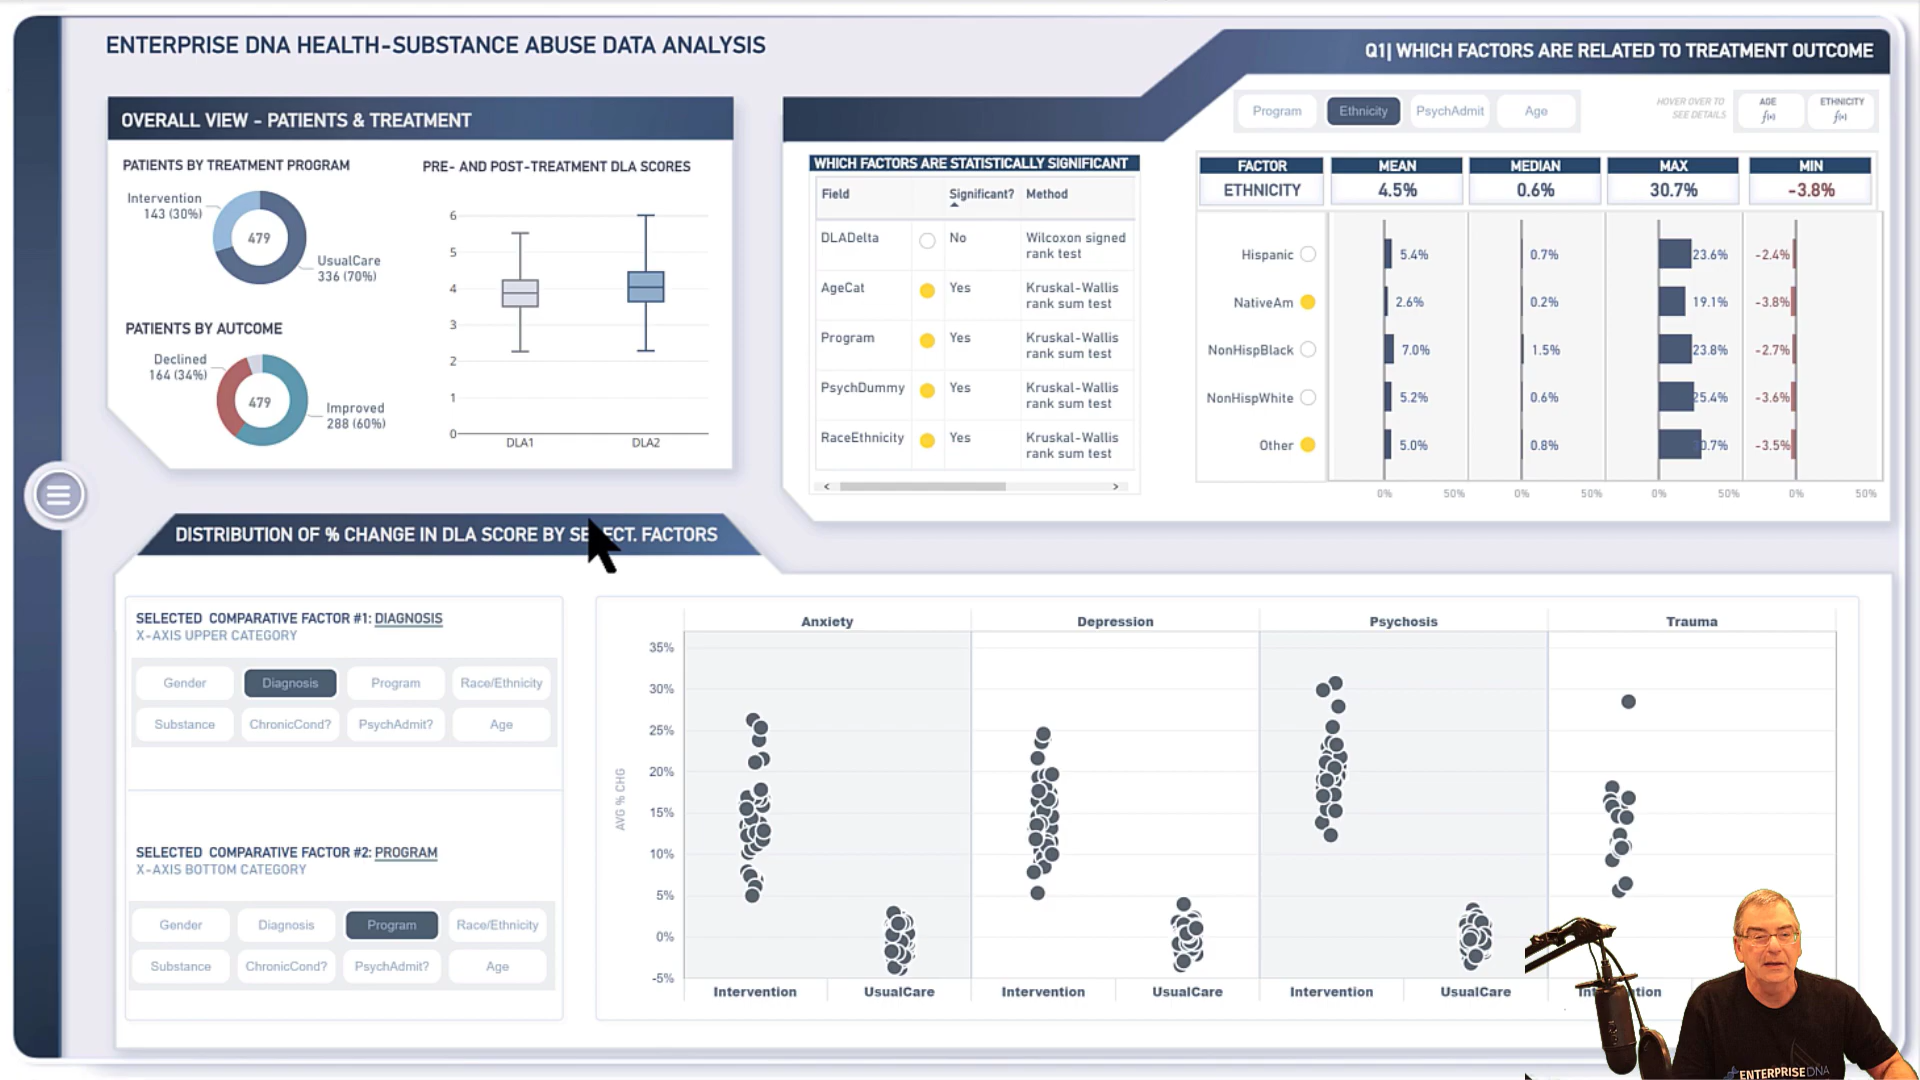 ENTERPRISE DNA HEALTH-SUBSTANCE ABUSE DATA ANALYSIS
Q1| WHICH FACTORS ARE RELATED TO TREATMENT OUTCOME
OVERALL VIEW - PATIENTS & TREATMENT
PATIENTS BY TREATMENT PROGRAM
Intervention
143 (30%)
479
UsualCare
336 (70%)
PATIENTS BY AUTCOME
Declined
164 (34%)
479
Improved
288 (60%)
PRE- AND POST-TREATMENT DLA SCORES
6
5
4
3
2
1
0
DLA1 DLA2
WHICH FACTORS ARE STATISTICALLY SIGNIFICANT
Field Significant? Method
DLADelta No Wilcoxon signed
rank test
AgeCat Yes Kruskal-Wallis
rank sum test
Program Yes Kruskal-Wallis
rank sum test
PsychDummy Yes Kruskal-Wallis
rank sum test
RaceEthnicity Yes Kruskal-Wallis
rank sum test
Program Ethnicity PsychAdmit Age
HOVER OVER TO
SEE DETAILS
AGE
f(x)
ETHNICITY
f(x)
FACTOR MEAN MEDIAN MAX MIN
ETHNICITY 4.5% 0.6% 30.7% -3.8%
Hispanic 5.4% 0.7% 23.6% -2.4%
NativeAm 2.6% 0.2% 19.1% -3.8%
NonHispBlack 7.0% 1.5% 23.8% -2.7%
NonHispWhite 5.2% 0.6% 25.4% -3.6%
Other 5.0% 0.8% 0.7% -3.5%
0% 50% 0% 50% 0% 50% 0% 50%
DISTRIBUTION OF % CHANGE IN DLA SCORE BY SELECT. FACTORS
SELECTED COMPARATIVE FACTOR #1: DIAGNOSIS
X-AXIS UPPER CATEGORY
Gender Diagnosis Program Race/Ethnicity
Substance ChronicCond? PsychAdmit? Age
SELECTED COMPARATIVE FACTOR #2: PROGRAM
X-AXIS BOTTOM CATEGORY
Gender Diagnosis Program Race/Ethnicity
Substance ChronicCond? PsychAdmit? Age
Anxiety Depression Psychosis Trauma
AVG % CHG
35%
30%
25%
20%
15%
10%
5%
0%
-5%
Intervention UsualCare Intervention UsualCare Intervention UsualCare
ENTERPRISE DNA